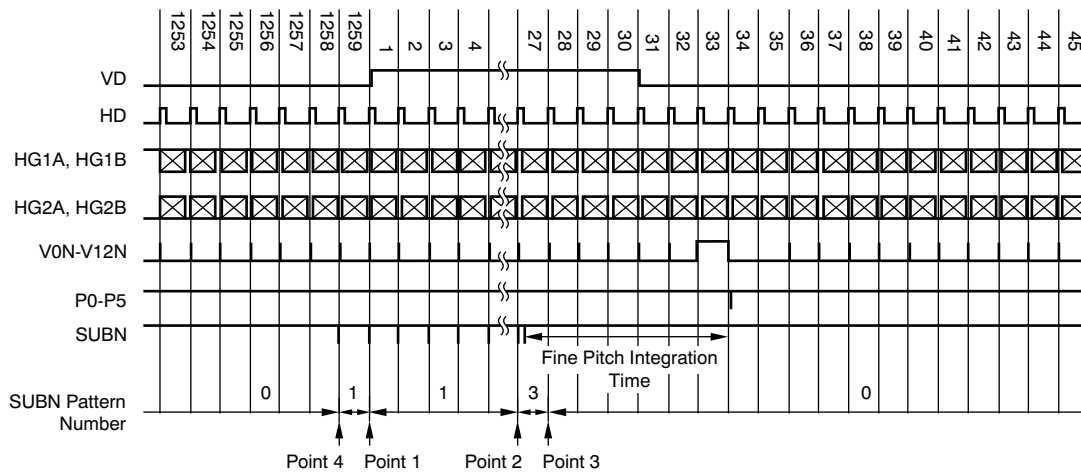 1253 1254 1255 1256 1257 1258 1259 1 2 3 4 27 28 29 30 31 32 33 34 35 36 37 38 39 40 41 42 43 44 45
VD
HD
HG1A, HG1B
HG2A, HG2B
V0N-V12N
P0-P5
SUBN
Fine Pitch Integration
Time
SUBN Pattern
Number
0 1 1 3 0
Point 4 Point 1 Point 2 Point 3